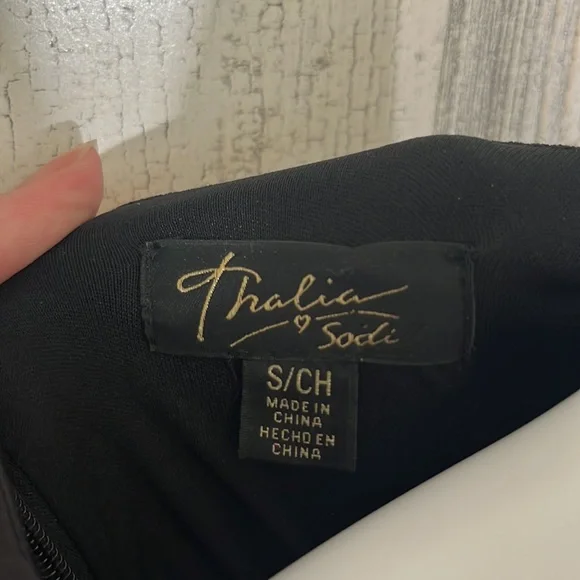 Thalia
Sodi
S/CH
MADE IN
CHINA
HECHO EN
CHINA